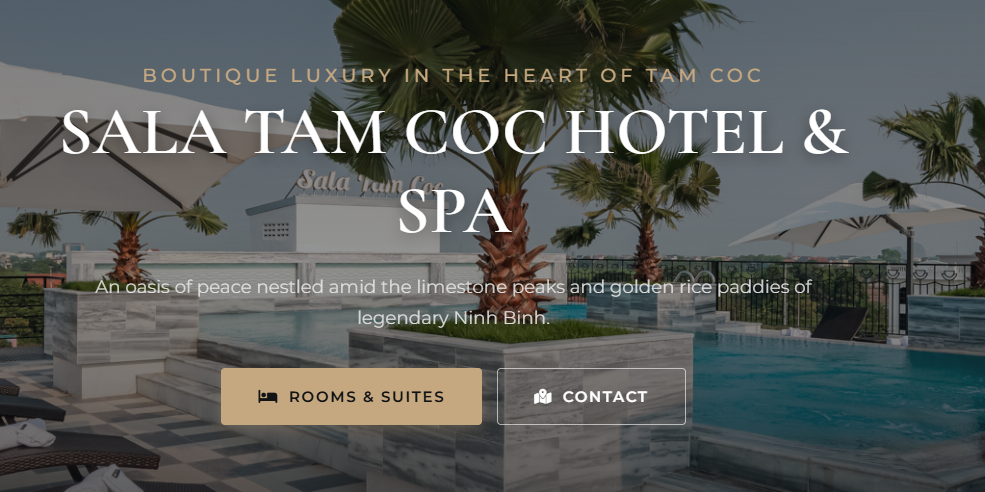 BOUTIQUE LUXURY IN THE HEART OF TAM COC
SALA TAM COC HOTEL &
SPA
Sala Tam Coc
An oasis of peace nestled amid the limestone peaks and golden rice paddies of
legendary Ninh Binh.
ROOMS & SUITES
CONTACT